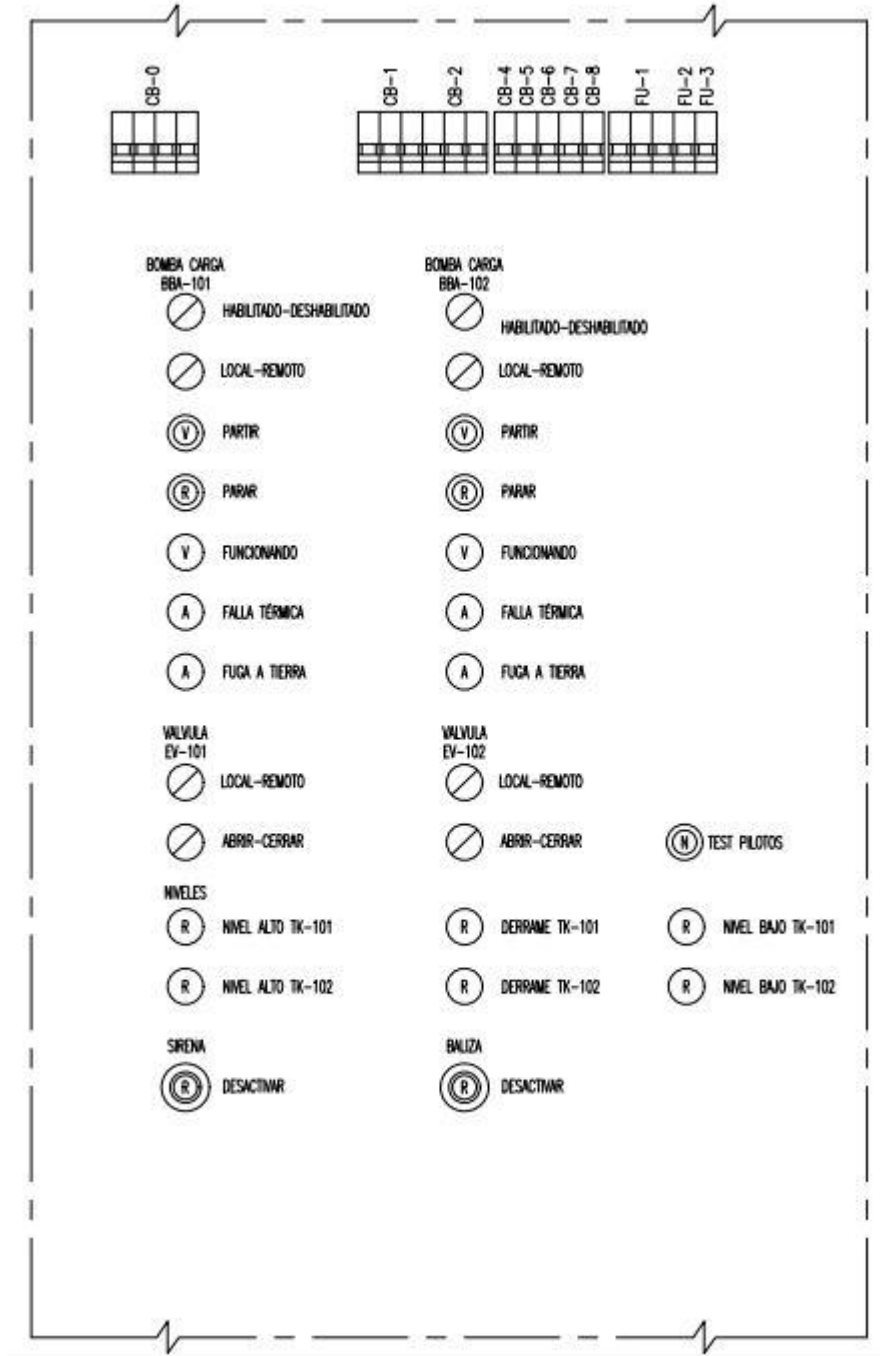 CB-0
CB-1
CB-2
CB-4
CB-5
CB-6
CB-7
CB-8
FU-1
FU-2
FU-3
BOMBA CARGA
BBA-101
HABILITADO-DESHABILITADO
LOCAL-REMOTO
V PARTIR
R PARAR
V FUNCIONANDO
A FALLA TÉRMICA
A FUGA A TIERRA
BOMBA CARGA
BBA-102
HABILITADO-DESHABILITADO
LOCAL-REMOTO
V PARTIR
R PARAR
V FUNCIONANDO
A FALLA TÉRMICA
A FUGA A TIERRA
VALVULA
EV-101
LOCAL-REMOTO
ABRIR-CERRAR
VALVULA
EV-102
LOCAL-REMOTO
ABRIR-CERRAR
N TEST PILOTOS
NIVELES
R NIVEL ALTO TK-101
R DERRAME TK-101
R NIVEL BAJO TK-101
R NIVEL ALTO TK-102
R DERRAME TK-102
R NIVEL BAJO TK-102
SIRENA
R DESACTIVAR
BALIZA
R DESACTIVAR